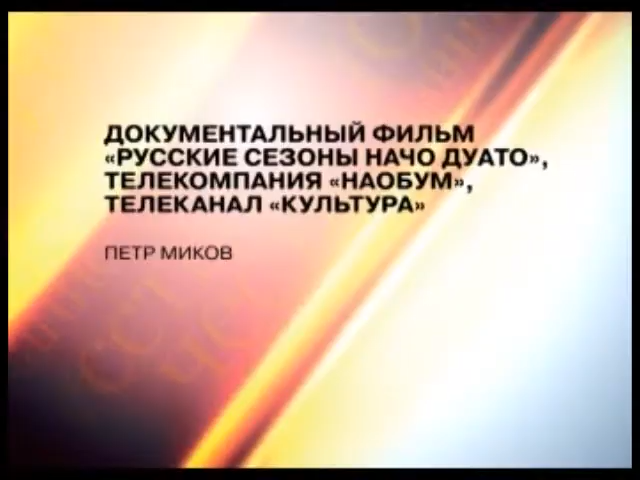 ДОКУМЕНТАЛЬНЫЙ ФИЛЬМ
«РУССКИЕ СЕЗОНЫ НАЧО ДУАТО»,
ТЕЛЕКОМПАНИЯ «НАОБУМ»,
ТЕЛЕКАНАЛ «КУЛЬТУРА»
ПЕТР МИКОВ